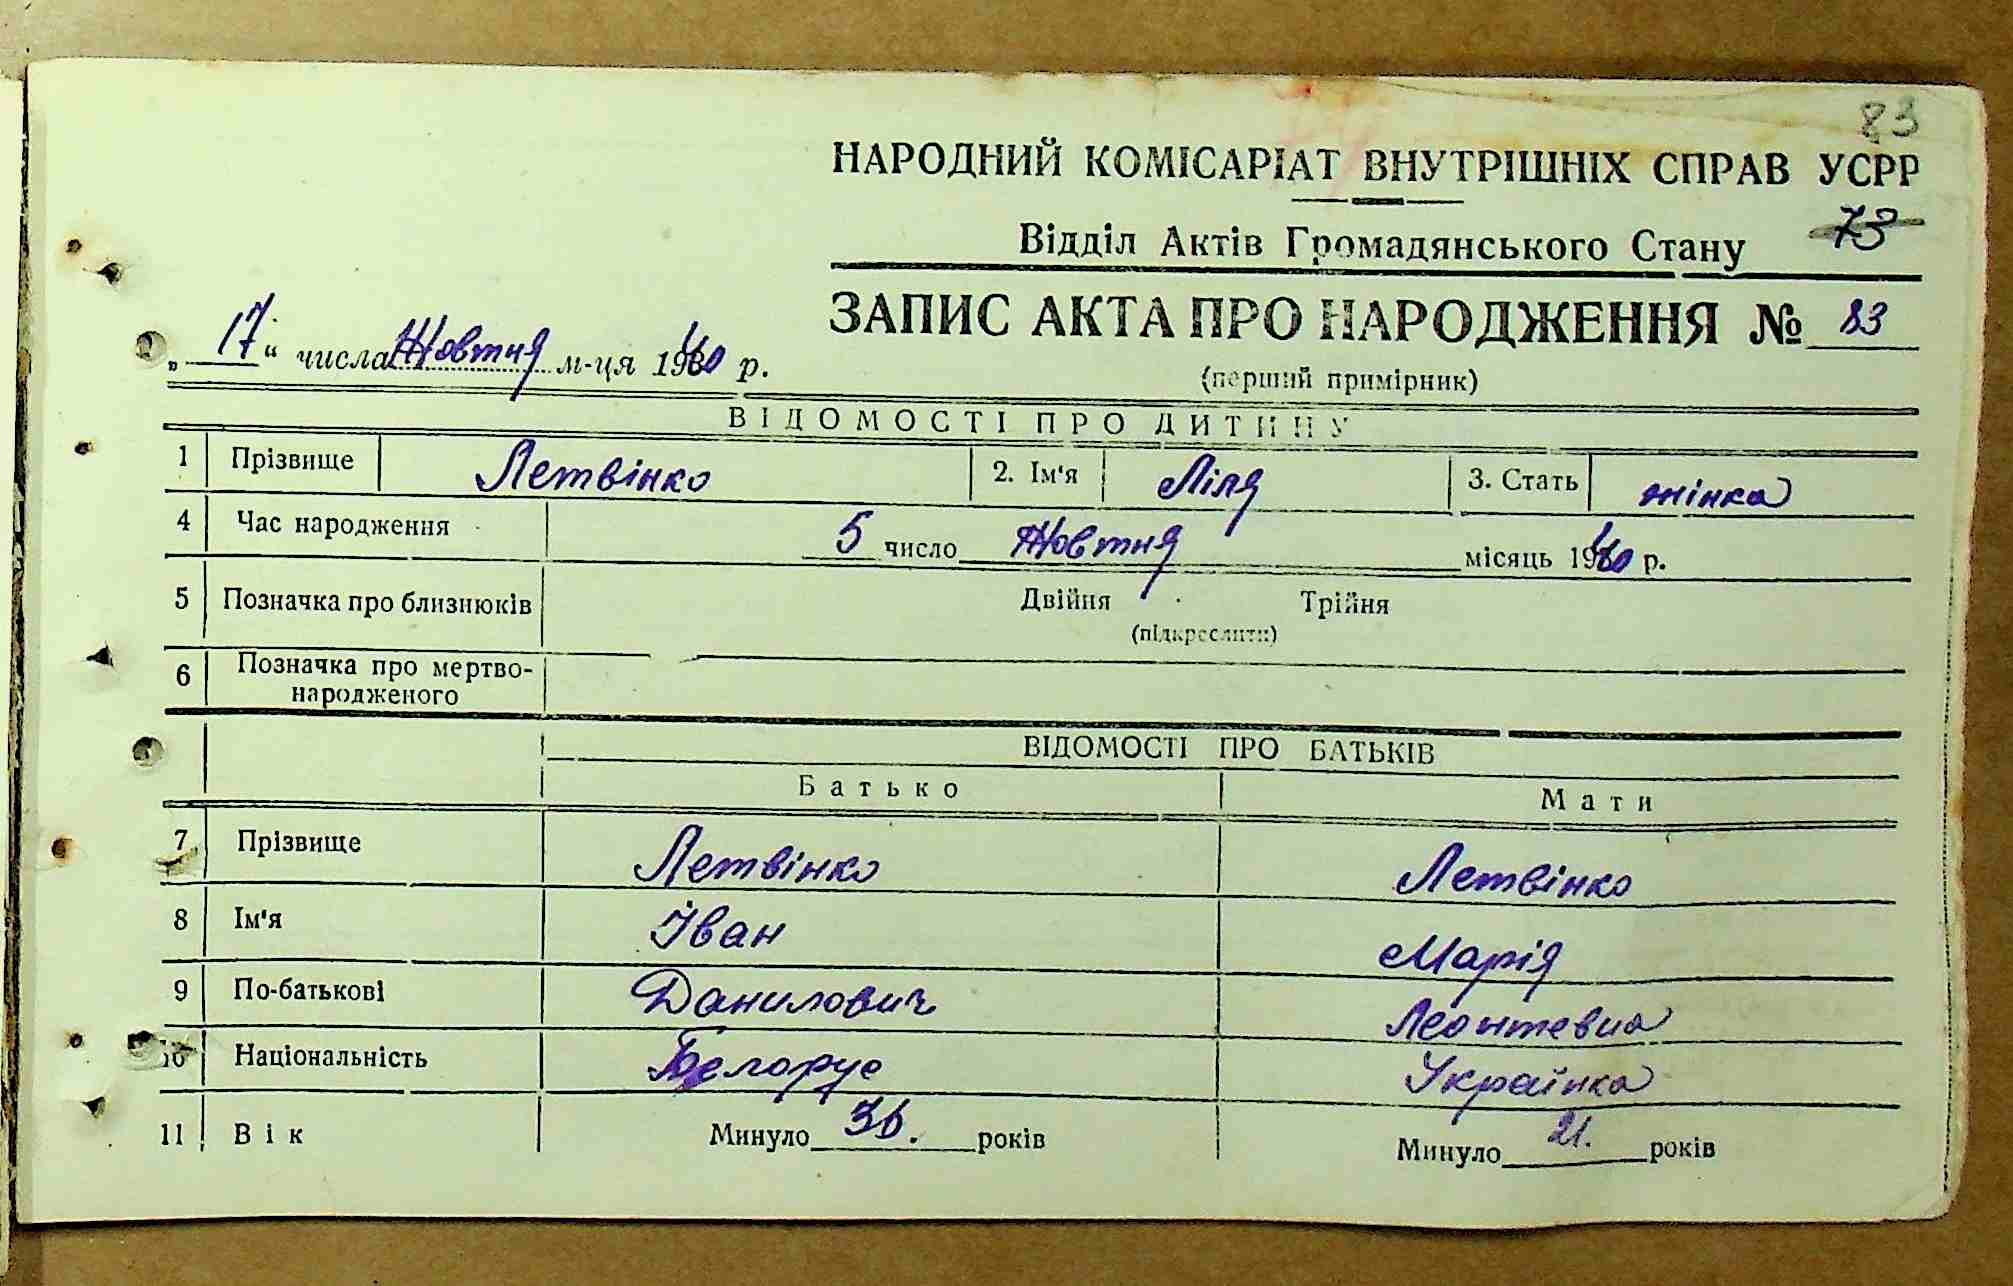 83
НАРОДНИЙ КОМІСАРІАТ ВНУТРІШНІХ СПРАВ УСРР
Відділ Актів Громадянського Стану 73
ЗАПИС АКТА ПРО НАРОДЖЕННЯ № 83
„17“ числа Жовтня м-ця 1940 р.
(перший примірник)
ВІДОМОСТІ ПРО ДИТИНУ
1 Прізвище Летвінко 2. Ім'я Ліля 3. Стать жінка
4 Час народження 5 число Жовтня місяць 1940 р.
5 Позначка про близнюків Двійня Трійня
(підкреслити)
6 Позначка про мертво-
народженого
ВІДОМОСТІ ПРО БАТЬКІВ
Батько Мати
7 Прізвище Летвінко Летвінко
8 Ім'я Іван Марія
9 По-батькові Данилович Леонтевна
10 Національність Белорус Українка
11 Вік Минуло 36. років Минуло 21. років